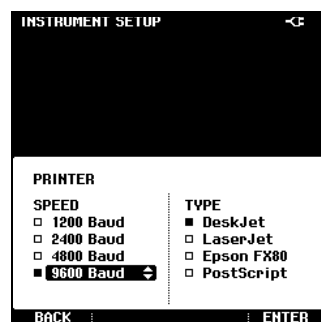 INSTRUMENT SETUP
PRINTER
SPEED
1200 Baud
2400 Baud
4800 Baud
9600 Baud
TYPE
DeskJet
LaserJet
Epson FX80
PostScript
BACK
ENTER